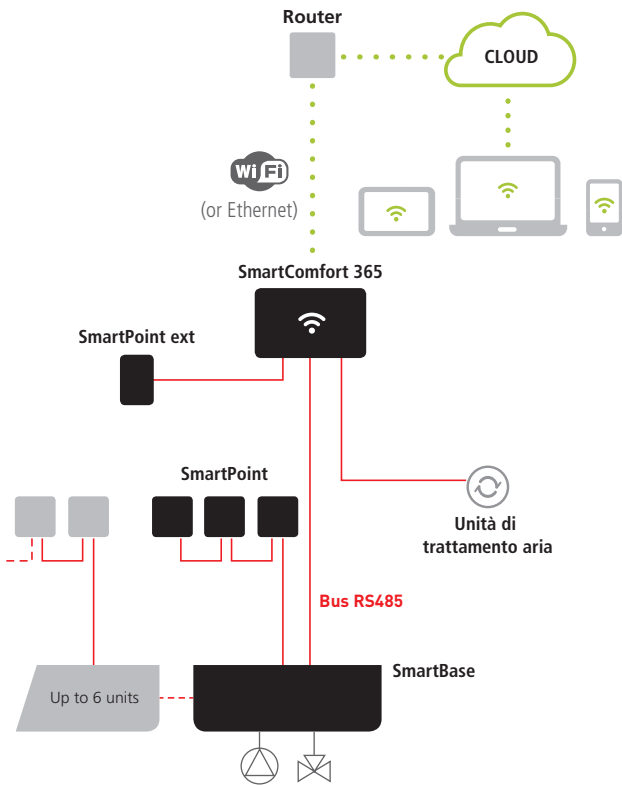 Router
CLOUD
WiFi
(or Ethernet)
SmartComfort 365
SmartPoint ext
SmartPoint
Unità di
trattamento aria
Bus RS485
SmartBase
Up to 6 units